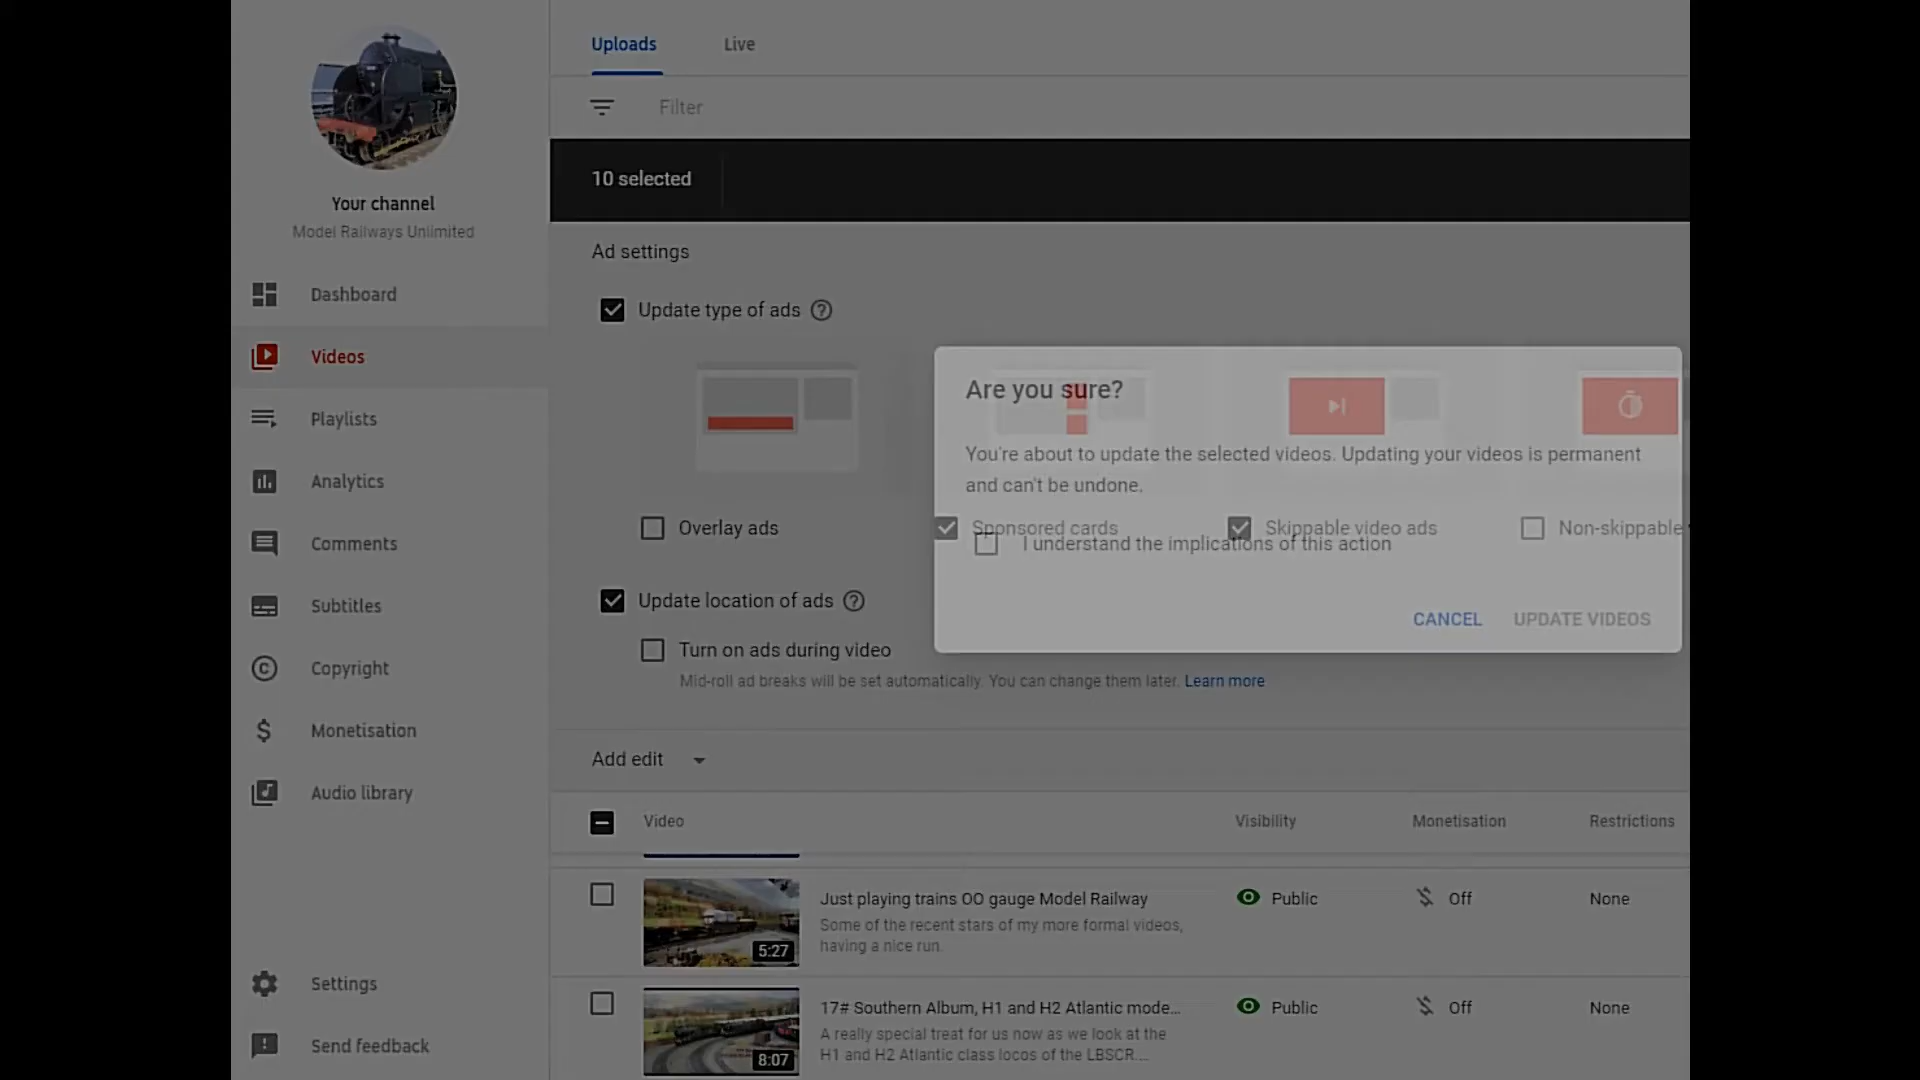 Uploads
Live
Filter
10 selected
Your channel
Model Railways Unlimited
Dashboard
Videos
Playlists
Analytics
Comments
Subtitles
Copyright
Monetisation
Audio library
Settings
Send feedback
Ad settings
Update type of ads
Overlay ads
Sponsored cards
Skippable video ads
Non-skippable
Update location of ads
Turn on ads during video
Mid-roll ad breaks will be set automatically. You can change them later. Learn more
Are you sure?
You're about to update the selected videos. Updating your videos is permanent
and can't be undone.
I understand the implications of this action
CANCEL
UPDATE VIDEOS
Add edit
Video
Visibility
Monetisation
Restrictions
5:27
Just playing trains OO gauge Model Railway
Some of the recent stars of my more formal videos,
having a nice run.
Public
Off
None
8:07
17# Southern Album, H1 and H2 Atlantic mode...
A really special treat for us now as we look at the
H1 and H2 Atlantic class locos of the LBSCR....
Public
Off
None